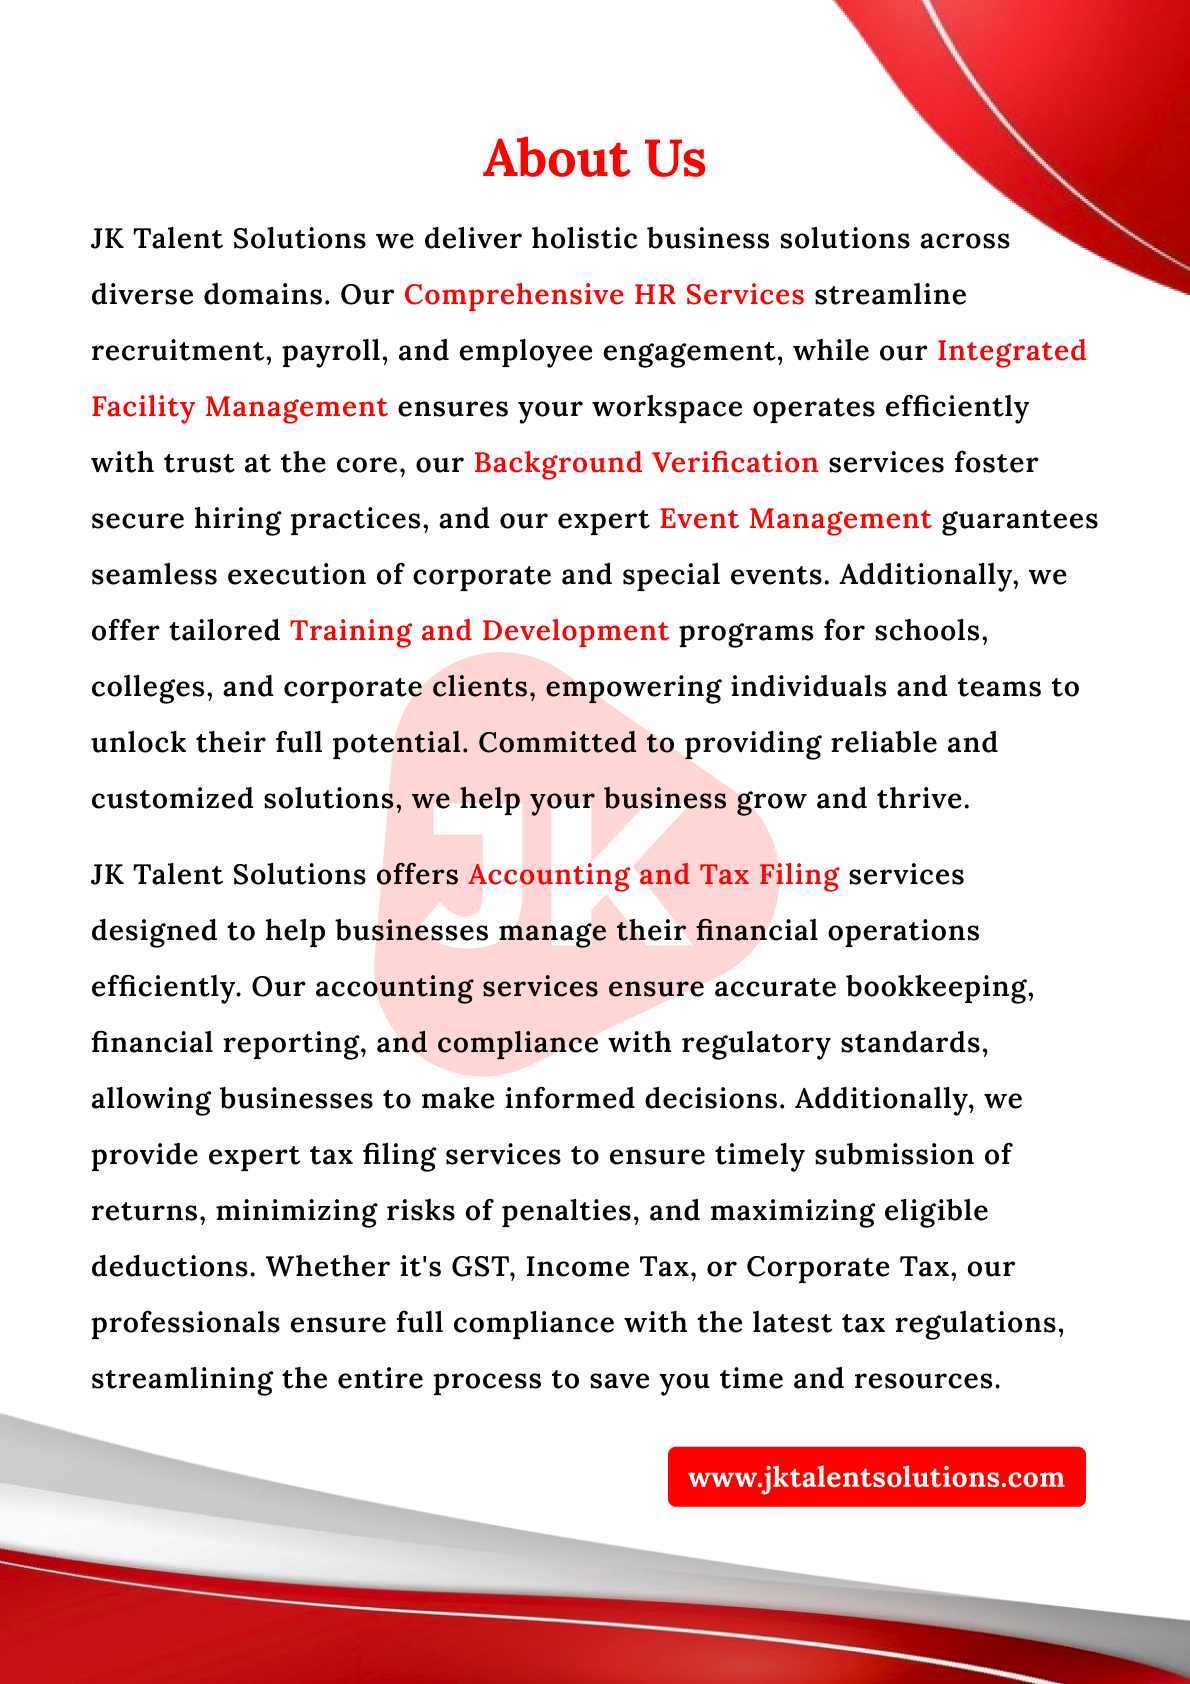 About Us
JK Talent Solutions we deliver holistic business solutions across
diverse domains. Our Comprehensive HR Services streamline
recruitment, payroll, and employee engagement, while our Integrated
Facility Management ensures your workspace operates efficiently
with trust at the core, our Background Verification services foster
secure hiring practices, and our expert Event Management guarantees
seamless execution of corporate and special events. Additionally, we
offer tailored Training and Development programs for schools,
colleges, and corporate clients, empowering individuals and teams to
unlock their full potential. Committed to providing reliable and
customized solutions, we help your business grow and thrive.
JK
JK Talent Solutions offers Accounting and Tax Filing services
designed to help businesses manage their financial operations
efficiently. Our accounting services ensure accurate bookkeeping,
financial reporting, and compliance with regulatory standards,
allowing businesses to make informed decisions. Additionally, we
provide expert tax filing services to ensure timely submission of
returns, minimizing risks of penalties, and maximizing eligible
deductions. Whether it's GST, Income Tax, or Corporate Tax, our
professionals ensure full compliance with the latest tax regulations,
streamlining the entire process to save you time and resources.
www.jktalentsolutions.com